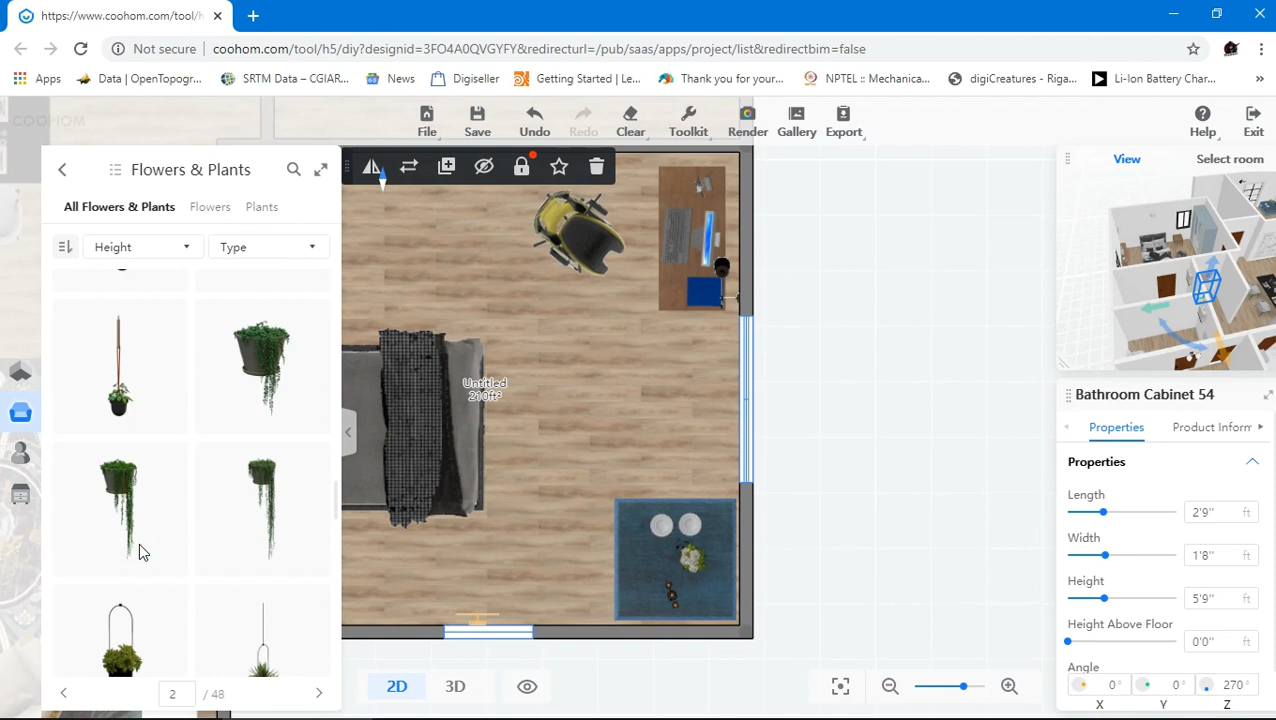 https://www.coohom.com/tool/h
Not secure
coohom.com/tool/h5/diy?designid=3FO4A0QVGYFY&redirecturl=/pub/saas/apps/project/list&redirectbim=false
Apps
Data | OpenTopogr...
SRTM Data – CGIAR...
News
Digiseller
Getting Started | Le...
Thank you for your...
NPTEL :: Mechanica...
digiCreatures - Riga...
Li-Ion Battery Char...
COOHOM
File
Save
Undo
Redo
Clear
Toolkit
Render
Gallery
Export
Help
Exit
Flowers & Plants
All Flowers & Plants
Flowers
Plants
Height
Type
View
Select room
Untitled
210ft²
Bathroom Cabinet 54
Properties
Product Inform
Properties
Length
2'9"
ft
Width
1'8"
ft
Height
5'9"
ft
Height Above Floor
0'0"
ft
Angle
0°
0°
270°
X
Y
Z
2
/ 48
2D
3D